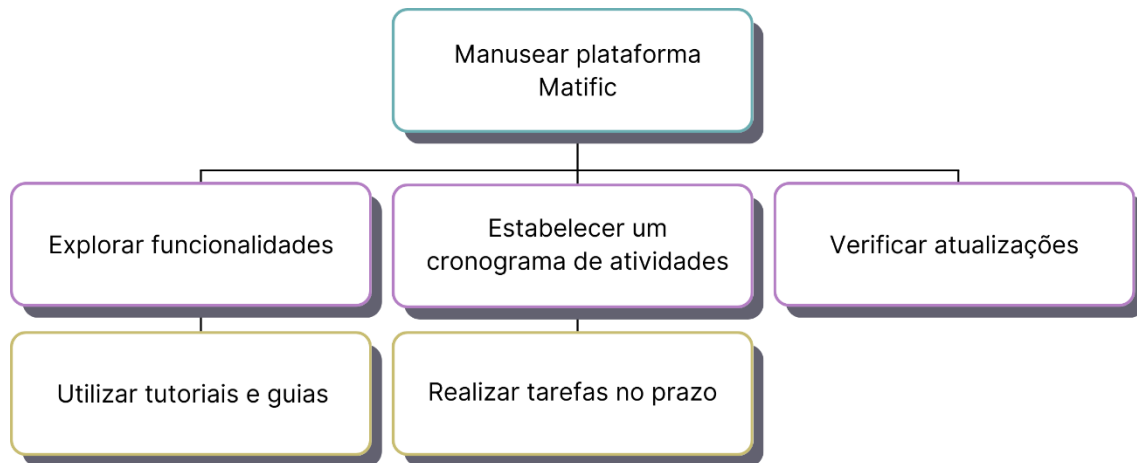 Manusear plataforma
Matific
Explorar funcionalidades
Estabelecer um
cronograma de atividades
Verificar atualizações
Utilizar tutoriais e guias
Realizar tarefas no prazo